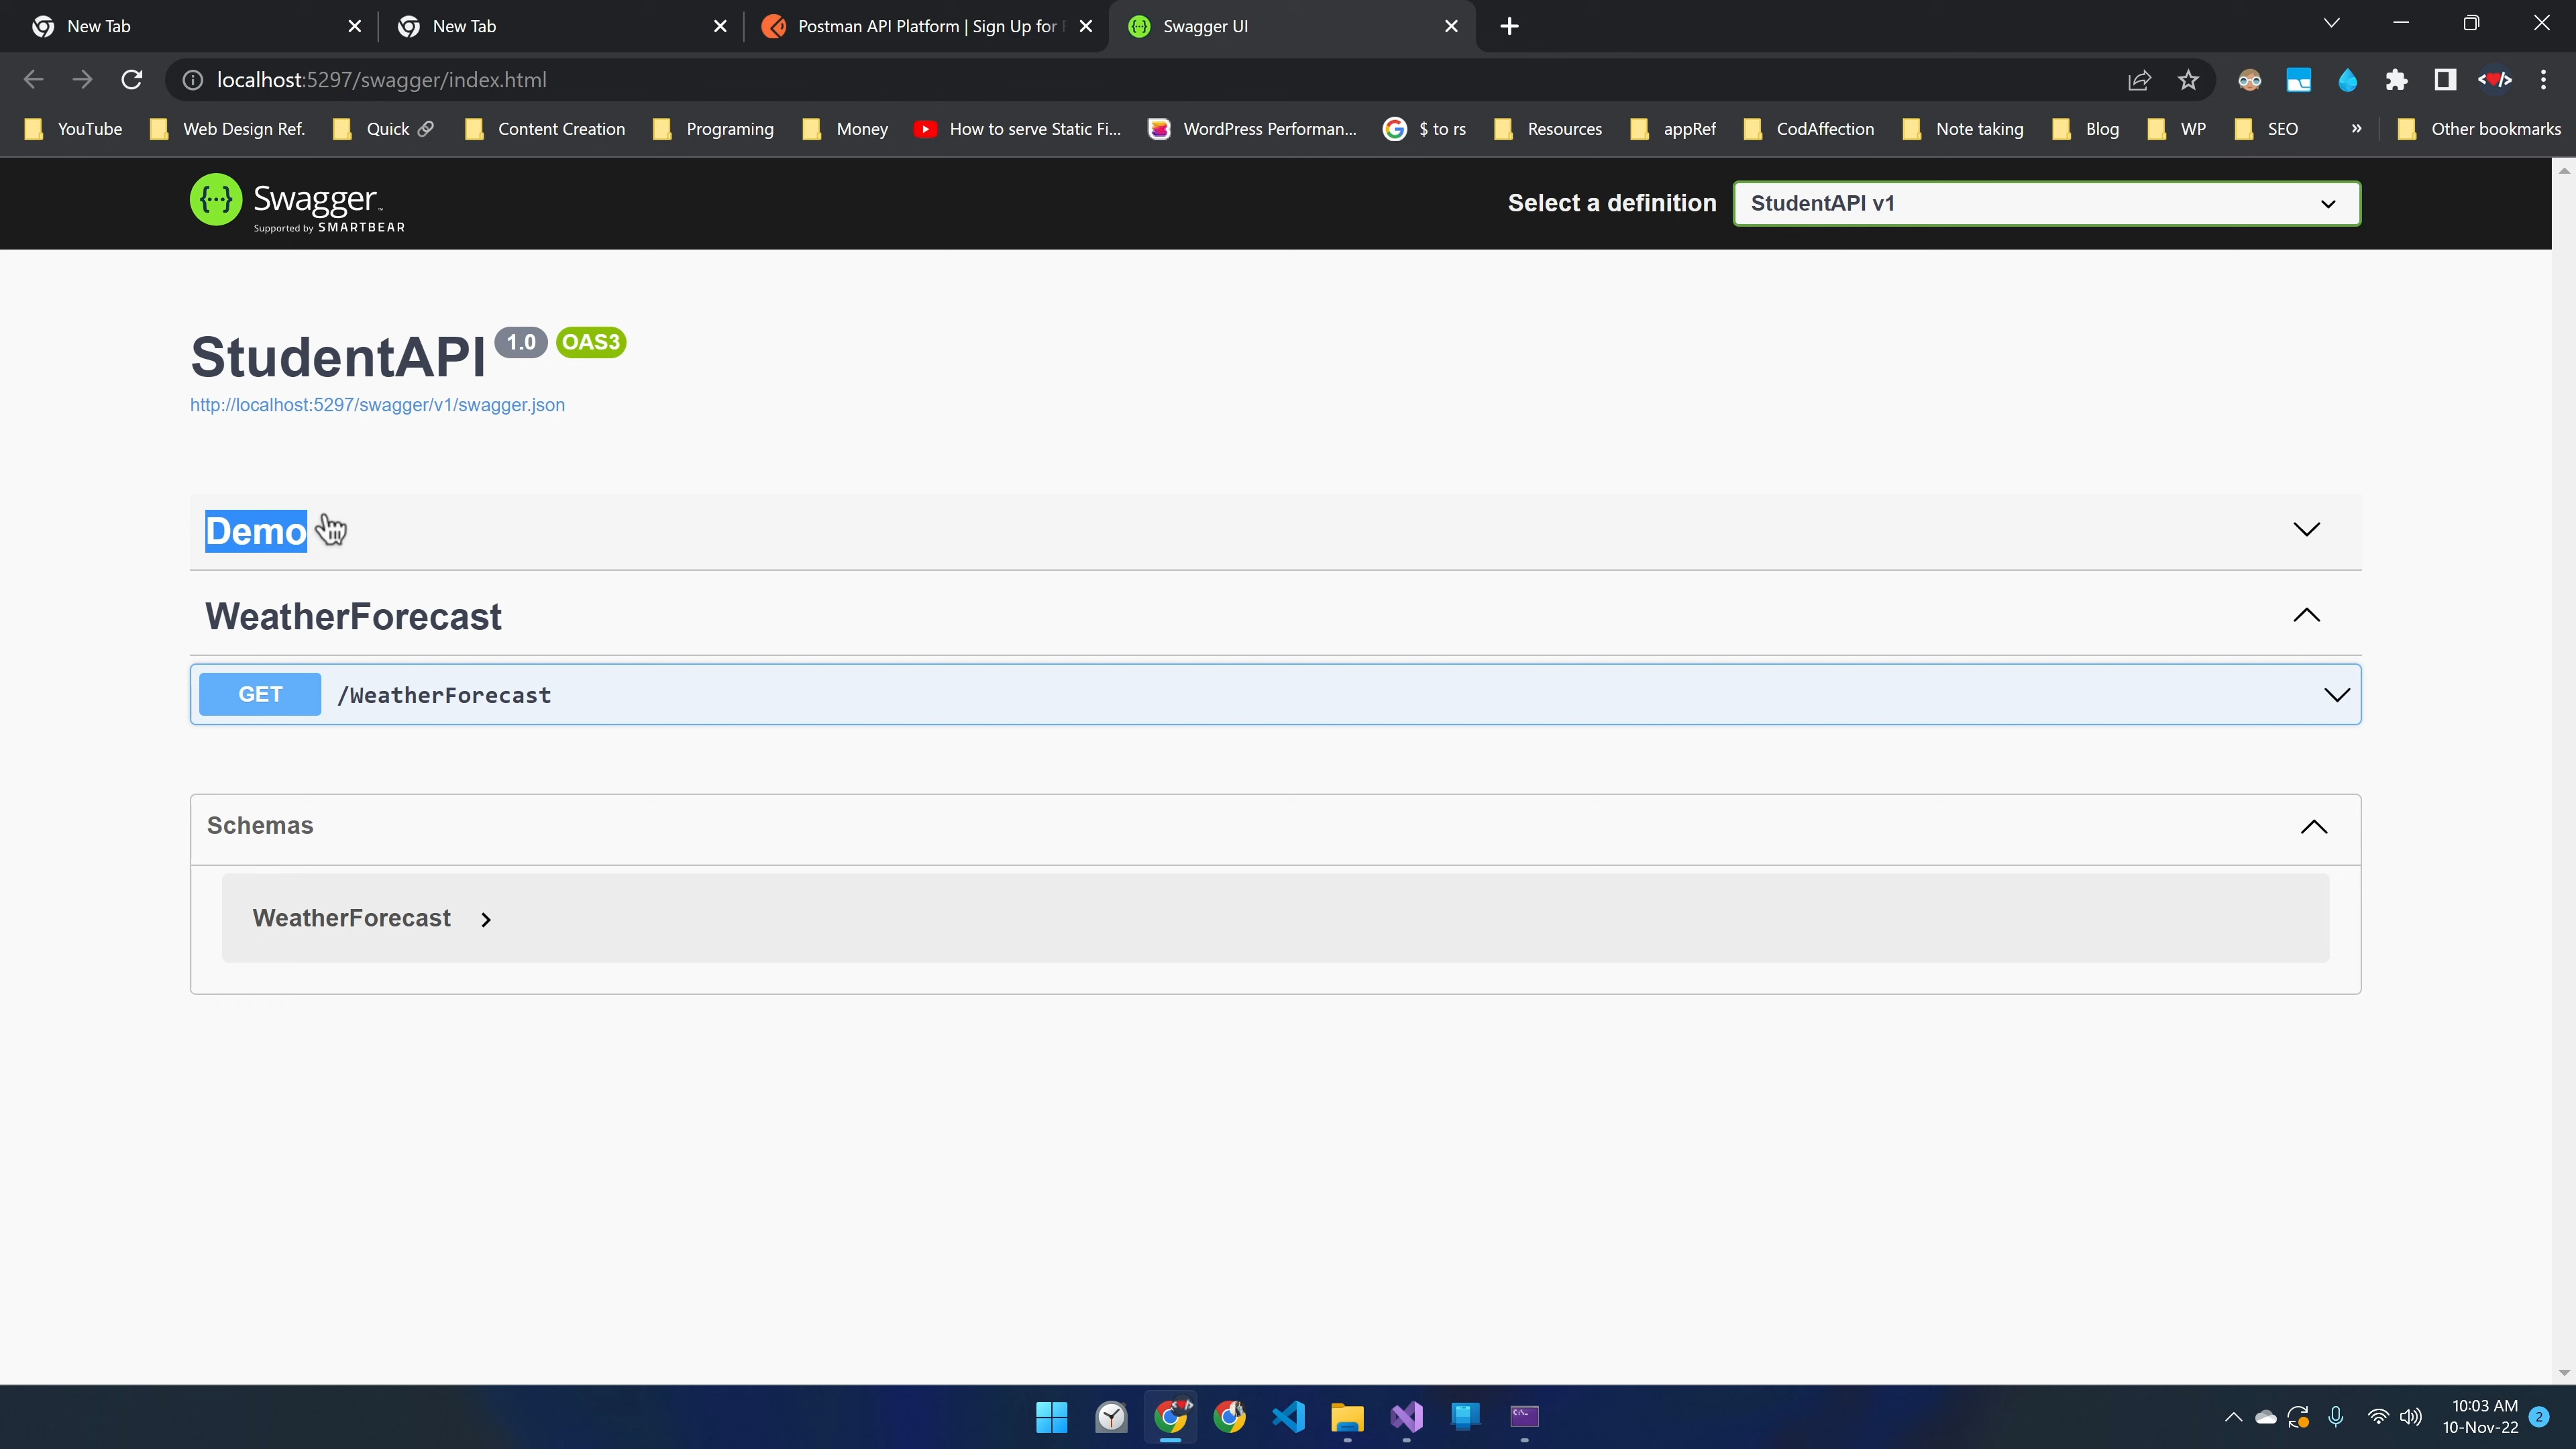 New Tab
New Tab
Postman API Platform | Sign Up for
Swagger UI
localhost:5297/swagger/index.html
YouTube
Web Design Ref.
Quick
Content Creation
Programing
Money
How to serve Static Fi...
WordPress Performan...
$ to rs
Resources
appRef
CodAffection
Note taking
Blog
WP
SEO
»
Other bookmarks
Swagger
Supported by SMARTBEAR
Select a definition
StudentAPI v1
StudentAPI 1.0 OAS3
http://localhost:5297/swagger/v1/swagger.json
Demo
WeatherForecast
GET /WeatherForecast
Schemas
WeatherForecast
10:03 AM
10-Nov-22
2